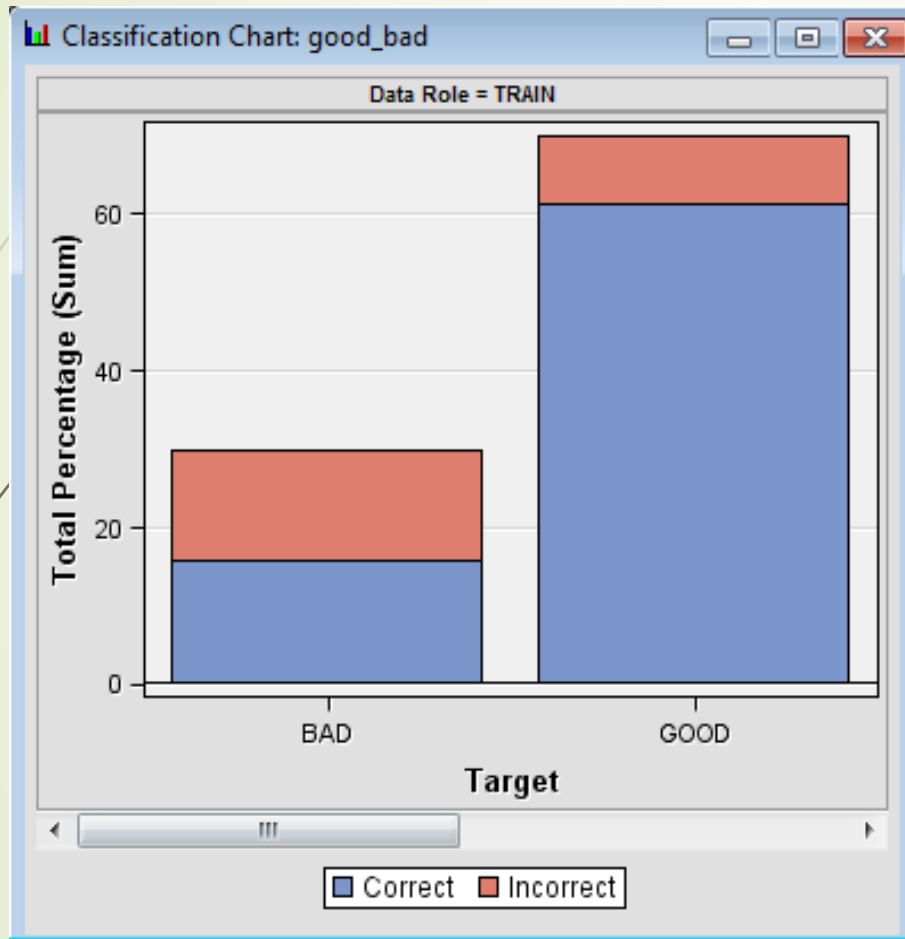 Classification Chart: good_bad
Data Role = TRAIN
Total Percentage (Sum)
60
40
20
0
BAD GOOD
Target
Correct Incorrect